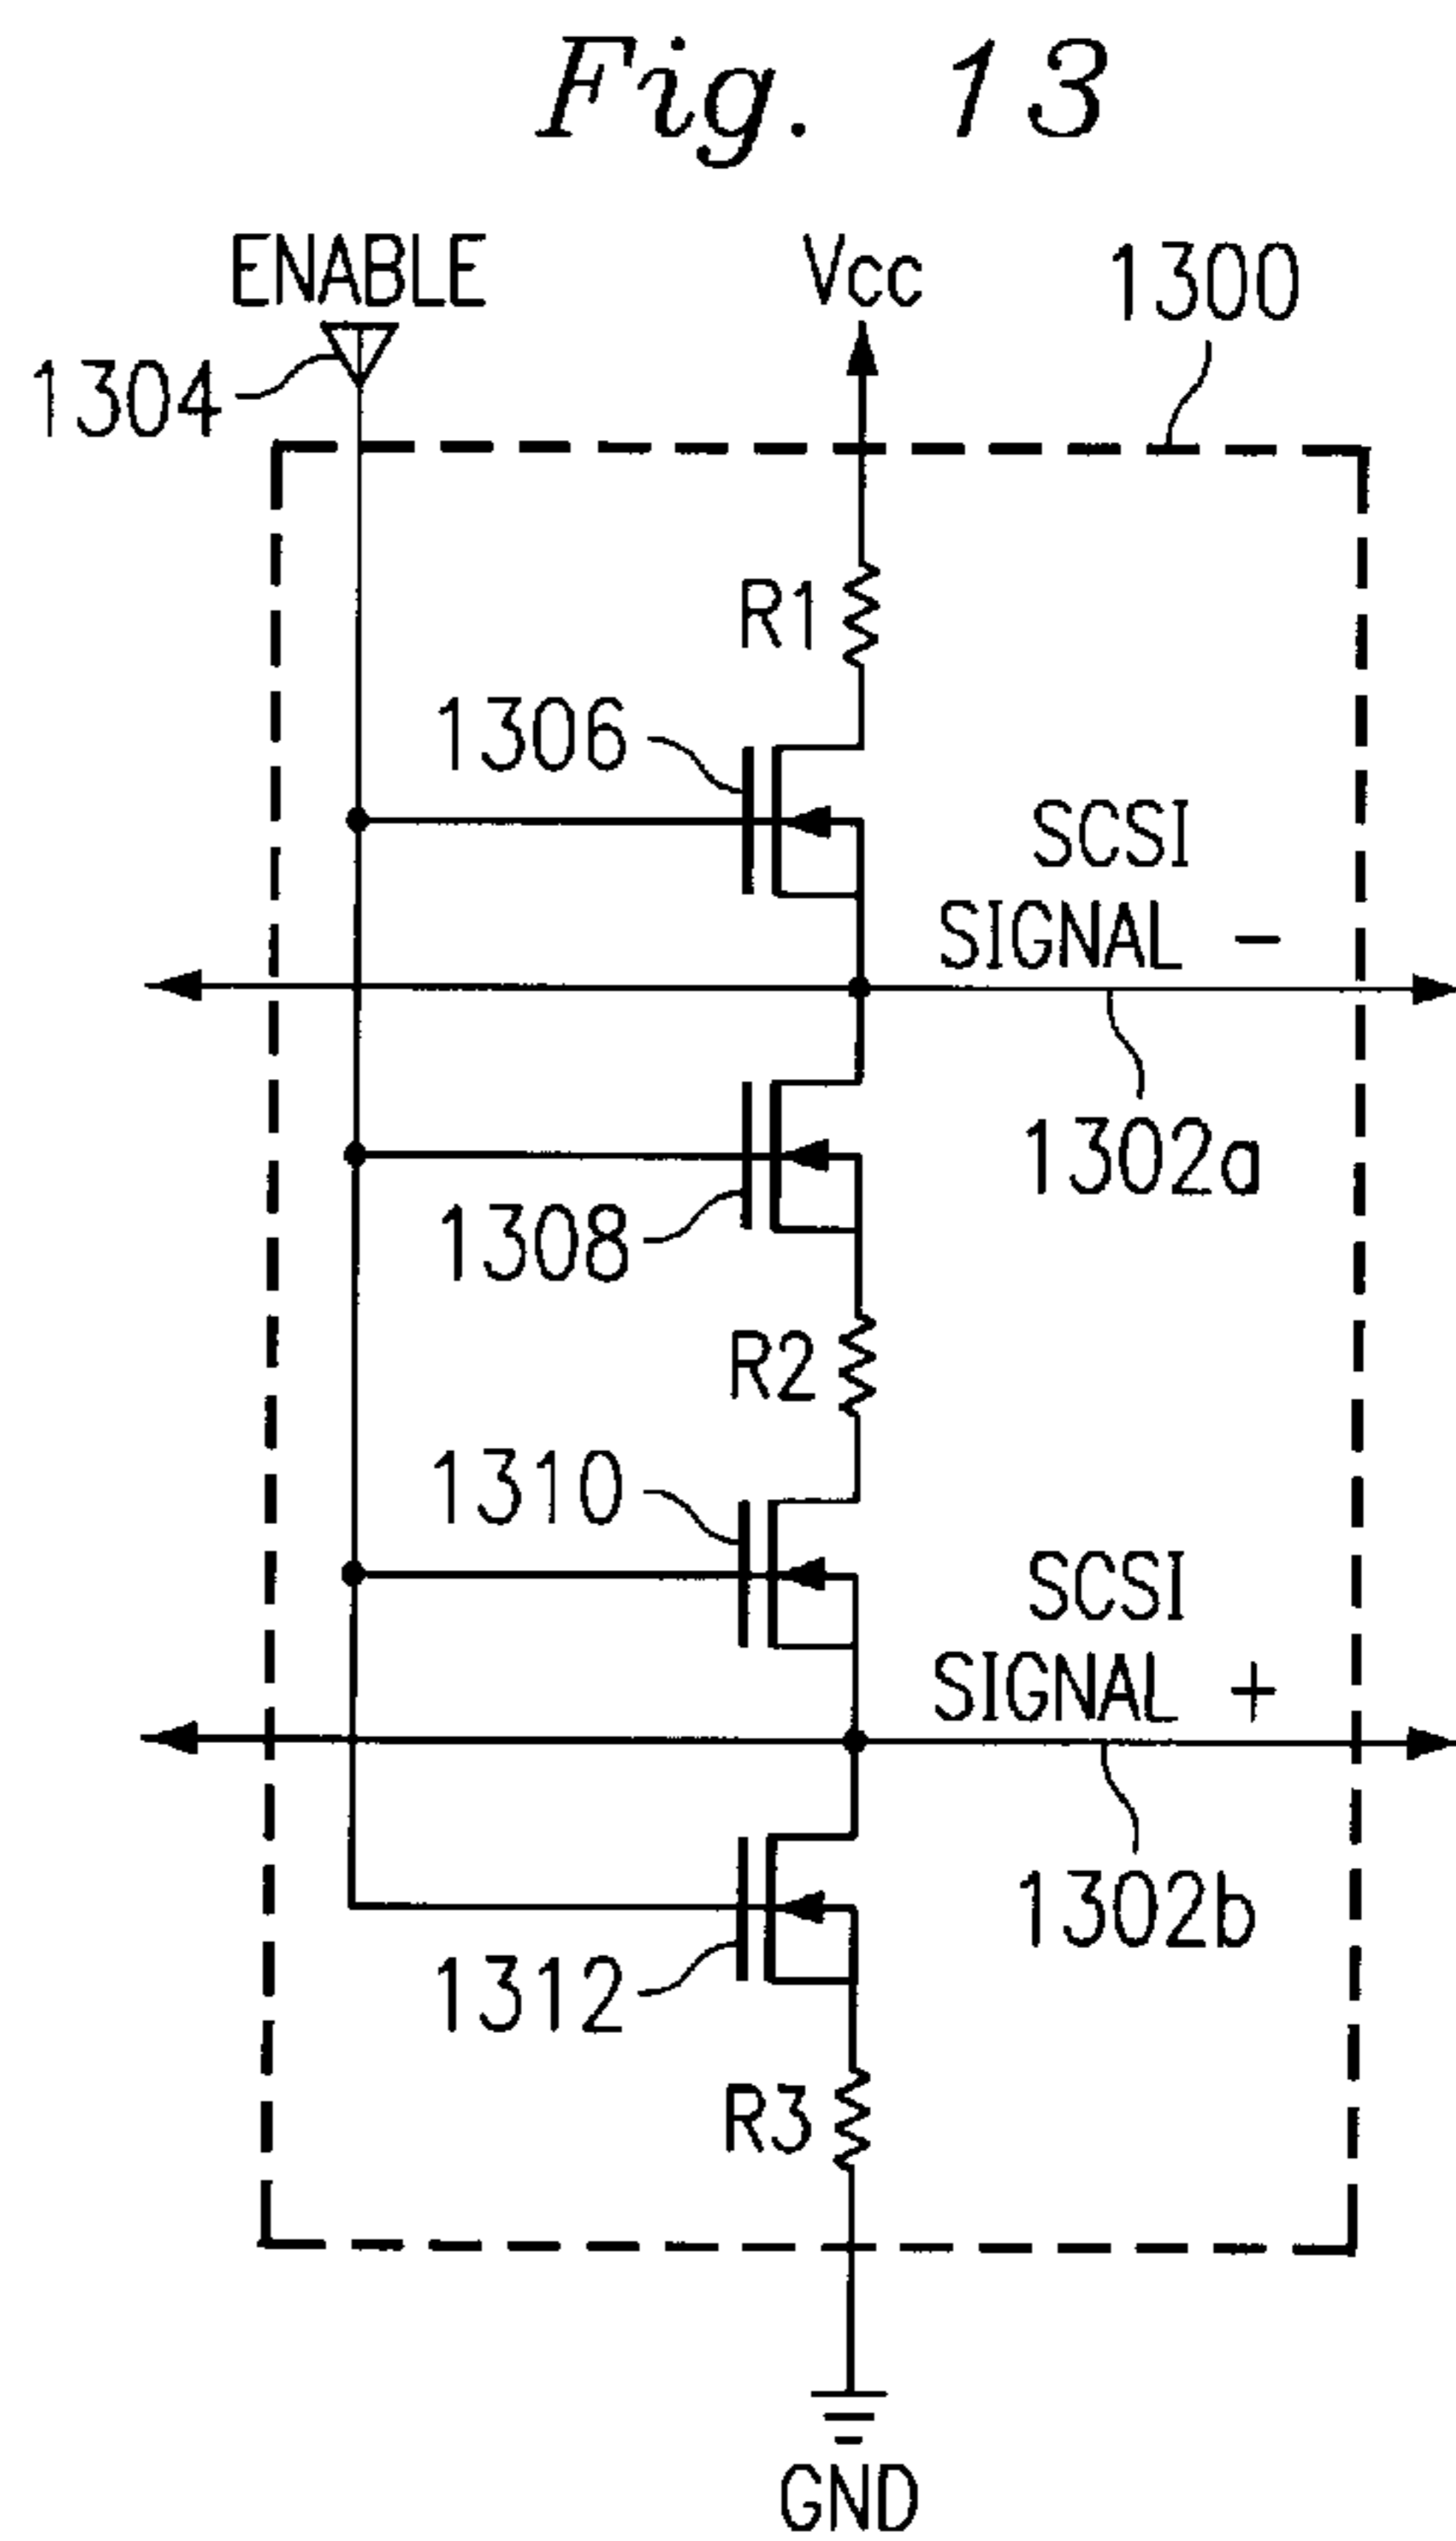 Fig. 13
ENABLE
Vcc
1300
1304
R1
1306
SCSI
SIGNAL -
1302a
1308
R2
1310
SCSI
SIGNAL +
1302b
1312
R3
GND